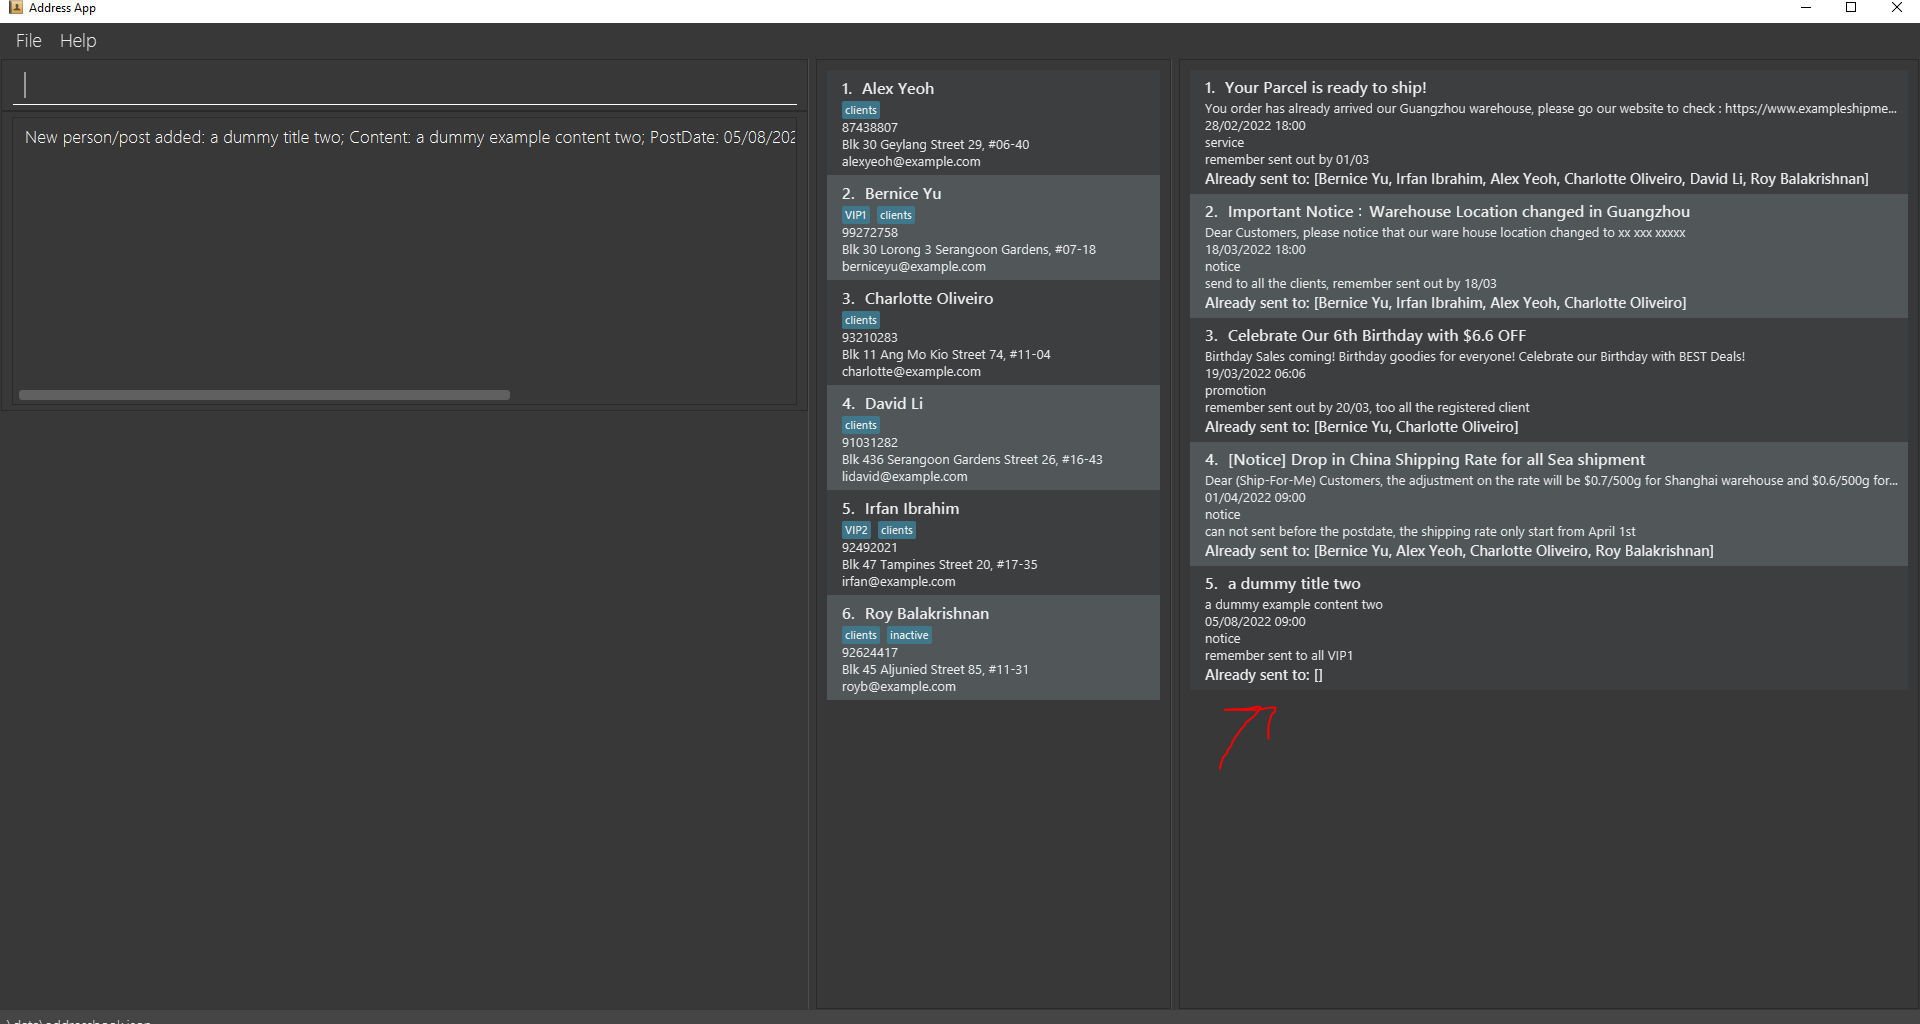 Address App
File Help
New person/post added: a dummy title two; Content: a dummy example content two; PostDate: 05/08/202
1. Alex Yeoh
clients
87438807
Blk 30 Geylang Street 29, #06-40
alexyeoh@example.com
2. Bernice Yu
VIP1 clients
99272758
Blk 30 Lorong 3 Serangoon Gardens, #07-18
berniceyu@example.com
3. Charlotte Oliveiro
clients
93210283
Blk 11 Ang Mo Kio Street 74, #11-04
charlotte@example.com
4. David Li
clients
91031282
Blk 436 Serangoon Gardens Street 26, #16-43
lidavid@example.com
5. Irfan Ibrahim
VIP2 clients
92492021
Blk 47 Tampines Street 20, #17-35
irfan@example.com
6. Roy Balakrishnan
clients inactive
92624417
Blk 45 Aljunied Street 85, #11-31
royb@example.com
1. Your Parcel is ready to ship!
You order has already arrived our Guangzhou warehouse, please go our website to check : https://www.exampleshipme...
28/02/2022 18:00
service
remember sent out by 01/03
Already sent to: [Bernice Yu, Irfan Ibrahim, Alex Yeoh, Charlotte Oliveiro, David Li, Roy Balakrishnan]
2. Important Notice： Warehouse Location changed in Guangzhou
Dear Customers, please notice that our ware house location changed to xx xxx xxxxx
18/03/2022 18:00
notice
send to all the clients, remember sent out by 18/03
Already sent to: [Bernice Yu, Irfan Ibrahim, Alex Yeoh, Charlotte Oliveiro]
3. Celebrate Our 6th Birthday with $6.6 OFF
Birthday Sales coming! Birthday goodies for everyone! Celebrate our Birthday with BEST Deals!
19/03/2022 06:06
promotion
remember sent out by 20/03, too all the registered client
Already sent to: [Bernice Yu, Charlotte Oliveiro]
4. [Notice] Drop in China Shipping Rate for all Sea shipment
Dear (Ship-For-Me) Customers, the adjustment on the rate will be $0.7/500g for Shanghai warehouse and $0.6/500g for...
01/04/2022 09:00
notice
can not sent before the postdate, the shipping rate only start from April 1st
Already sent to: [Bernice Yu, Alex Yeoh, Charlotte Oliveiro, Roy Balakrishnan]
5. a dummy title two
a dummy example content two
05/08/2022 09:00
notice
remember sent to all VIP1
Already sent to: []